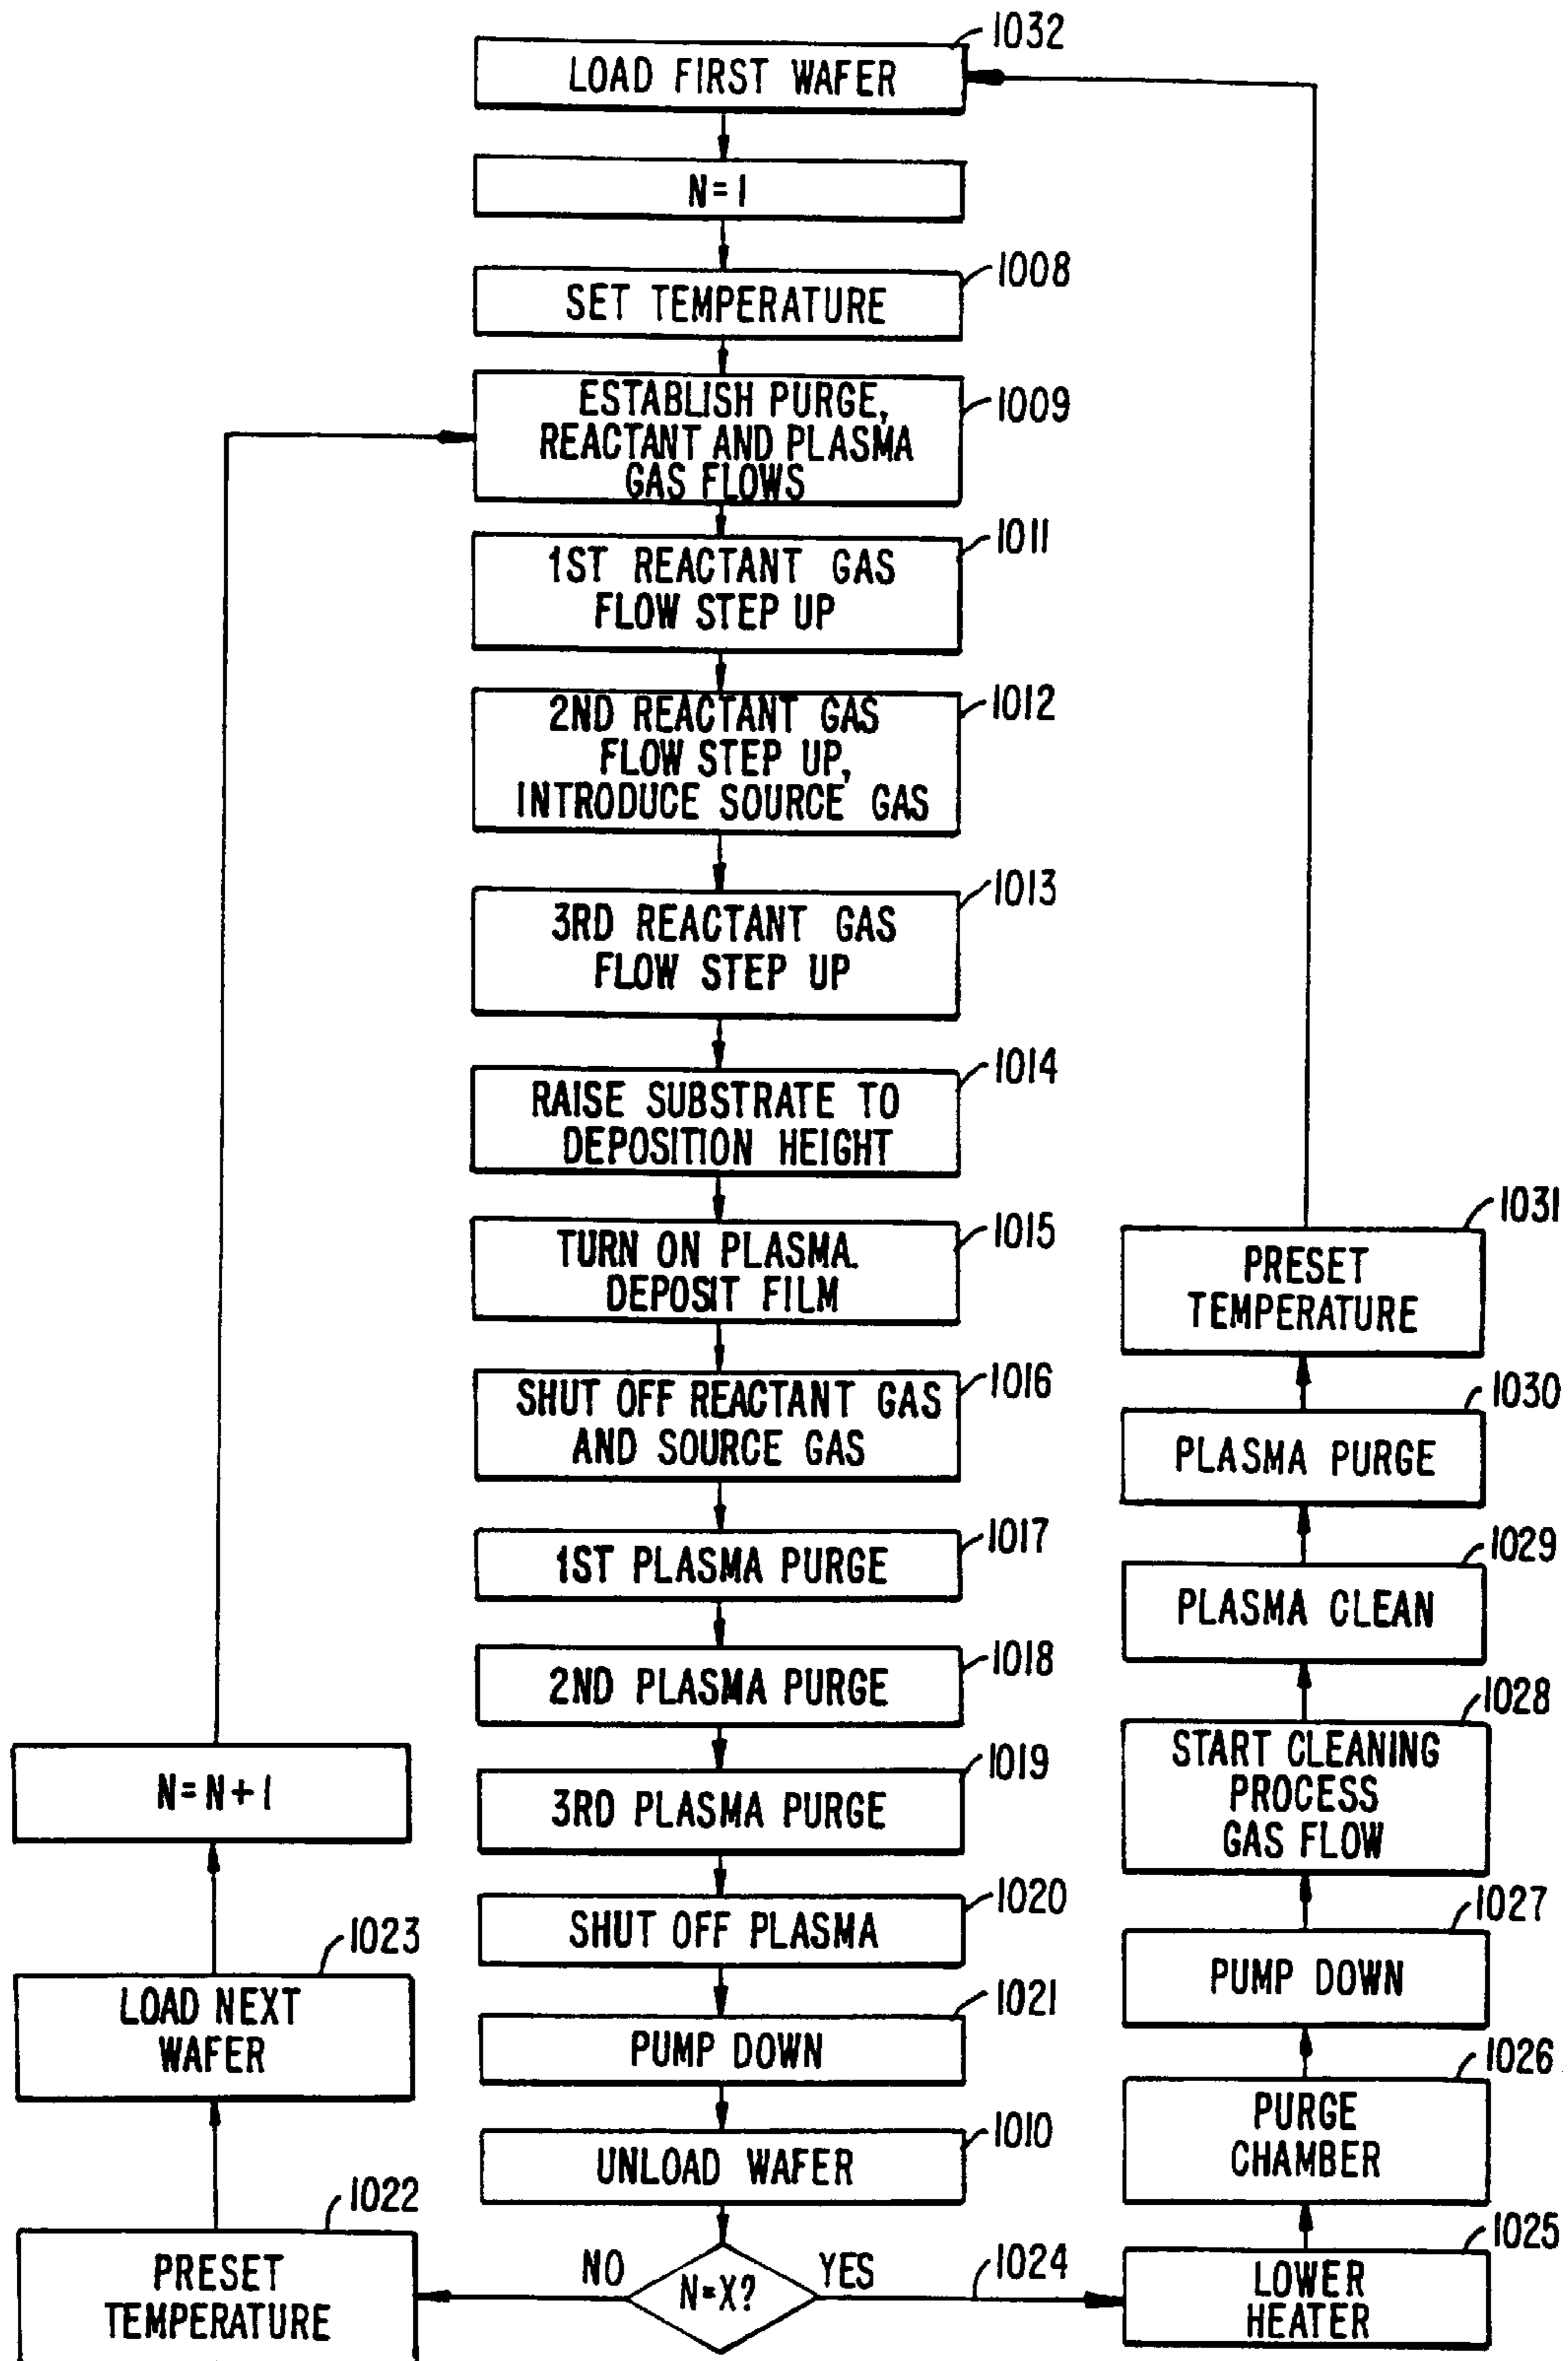 1032
LOAD FIRST WAFER
N=1
1008
SET TEMPERATURE
1009
ESTABLISH PURGE,
REACTANT AND PLASMA
GAS FLOWS
1011
1ST REACTANT GAS
FLOW STEP UP
1012
2ND REACTANT GAS
FLOW STEP UP,
INTRODUCE SOURCE GAS
1013
3RD REACTANT GAS
FLOW STEP UP
1014
RAISE SUBSTRATE TO
DEPOSITION HEIGHT
1015
TURN ON PLASMA.
DEPOSIT FILM
1016
SHUT OFF REACTANT GAS
AND SOURCE GAS
1017
1ST PLASMA PURGE
1018
2ND PLASMA PURGE
1019
3RD PLASMA PURGE
1020
SHUT OFF PLASMA
1021
PUMP DOWN
1010
UNLOAD WAFER
N=X?
NO
YES
1024
1022
PRESET
TEMPERATURE
1023
LOAD NEXT
WAFER
N=N+1
1025
LOWER
HEATER
1026
PURGE
CHAMBER
1027
PUMP DOWN
1028
START CLEANING
PROCESS
GAS FLOW
1029
PLASMA CLEAN
1030
PLASMA PURGE
1031
PRESET
TEMPERATURE